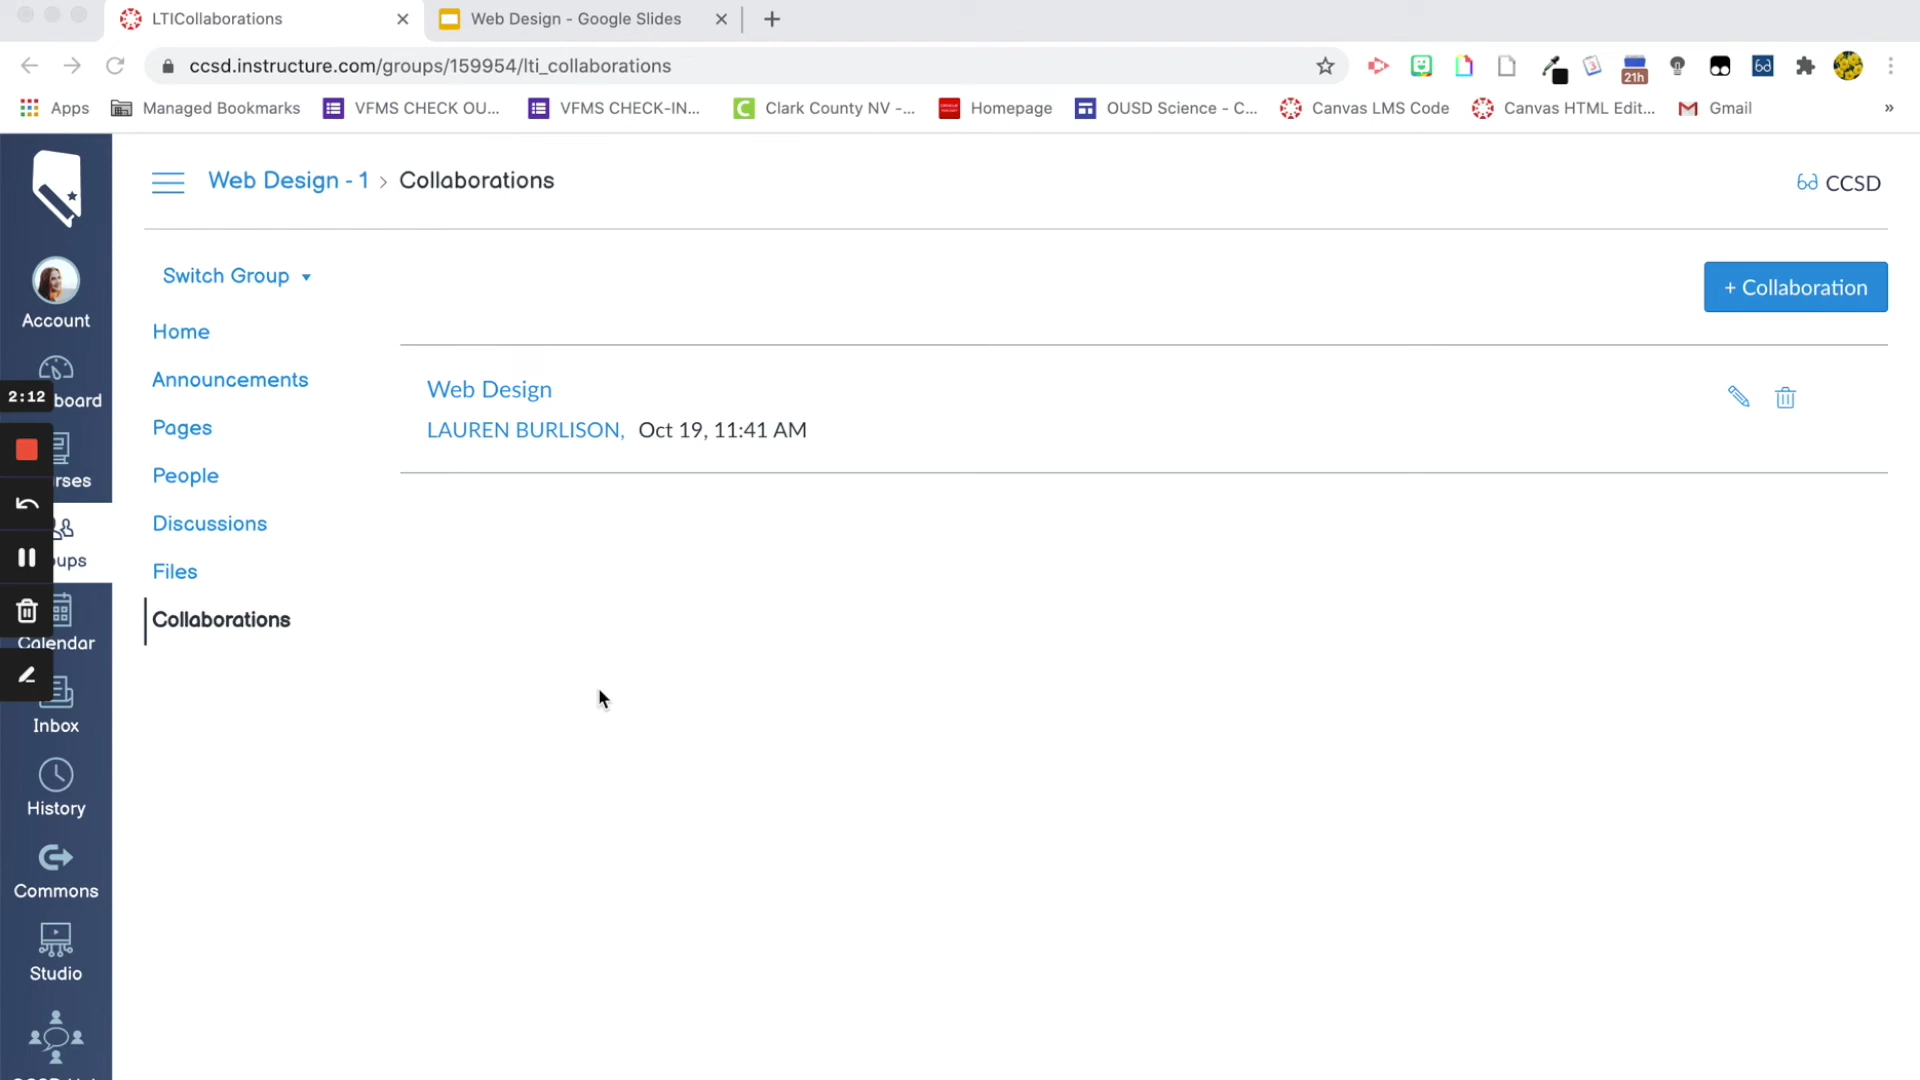 LTICollaborations
Web Design - Google Slides
ccsd.instructure.com/groups/159954/lti_collaborations
3
21h
bd
Apps
Managed Bookmarks
VFMS CHECK OU...
VFMS CHECK-IN...
Clark County NV -...
Homepage
OUSD Science - C...
Canvas LMS Code
Canvas HTML Edit...
Gmail
»
Web Design - 1 > Collaborations
CCSD
Switch Group
+ Collaboration
Account
Home
Announcements
Pages
People
Discussions
Files
Collaborations
Web Design
LAUREN BURLISON, Oct 19, 11:41 AM
2:12
board
rses
ups
Calendar
Inbox
History
Commons
Studio